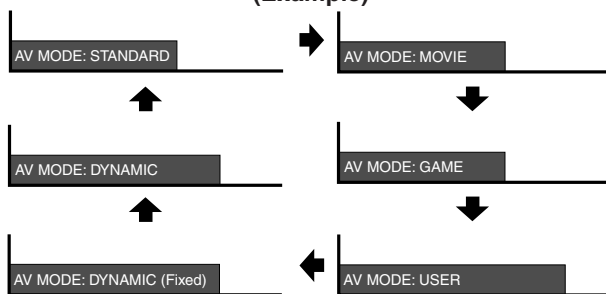 (Example)
AV MODE: STANDARD
AV MODE: MOVIE
AV MODE: DYNAMIC
AV MODE: GAME
AV MODE: DYNAMIC (Fixed)
AV MODE: USER